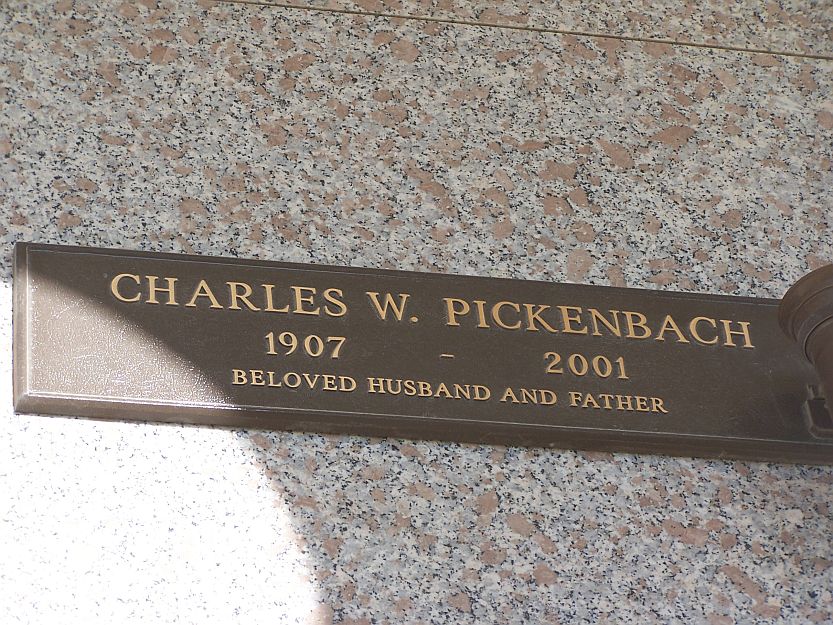 CHARLES W. PICKENBACH
1907 – 2001
BELOVED HUSBAND AND FATHER